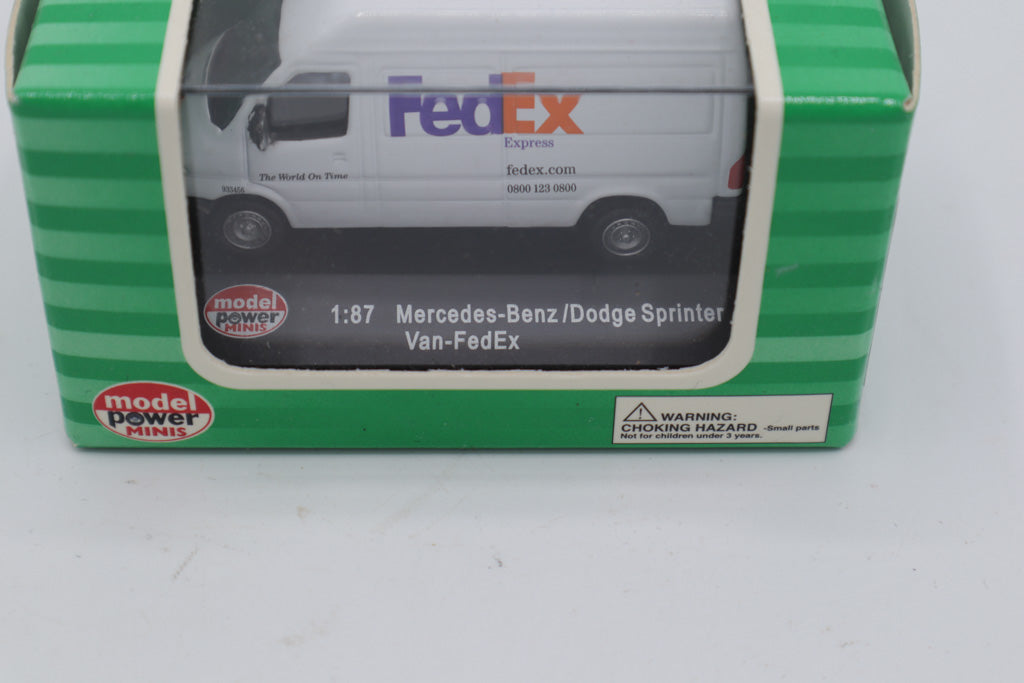 FedEx
Express
fedex.com
0800 123 0800
The World On Time
933456
model
power
MINIS
1:87 Mercedes-Benz/Dodge Sprinter
Van-FedEx
model
power
MINIS
WARNING:
CHOKING HAZARD -Small parts
Not for children under 3 years.